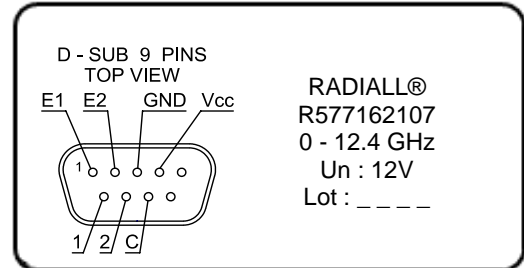 D - SUB 9 PINS
TOP VIEW
E1 E2 GND Vcc
1
1 2 C
RADIALL®
R577162107
0 - 12.4 GHz
Un : 12V
Lot : _ _ _ _